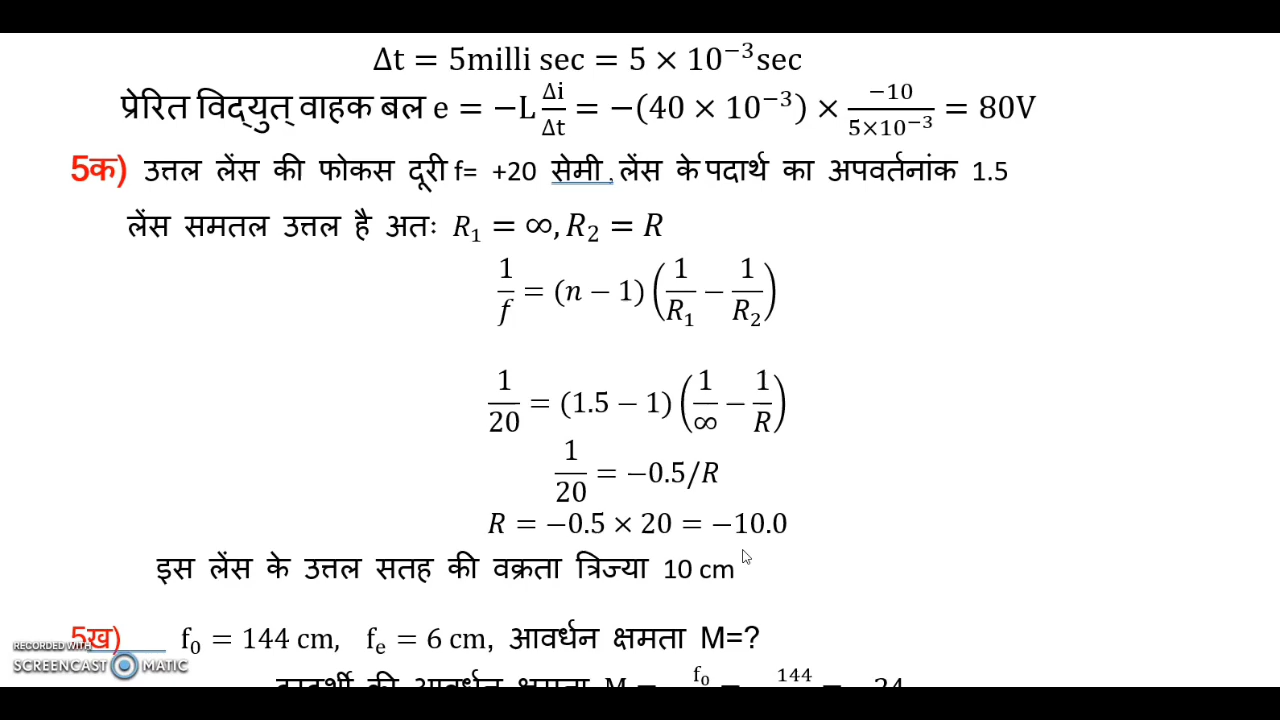 Δt = 5milli sec = 5 × 10⁻³sec
प्रेरित विद्युत् वाहक बल e = −L Δi/Δt = −(40 × 10⁻³) × −10/5×10⁻³ = 80V
5क) उत्तल लेंस की फोकस दूरी f= +20 सेमी , लेंस के पदार्थ का अपवर्तनांक 1.5
लेंस समतल उत्तल है अतः R₁ = ∞, R₂ = R
1/f = (n − 1) (1/R₁ − 1/R₂)
1/20 = (1.5 − 1) (1/∞ − 1/R)
1/20 = −0.5/R
R = −0.5 × 20 = −10.0
इस लेंस के उत्तल सतह की वक्रता त्रिज्या 10 cm
5ख) f₀ = 144 cm, fₑ = 6 cm, आवर्धन क्षमता M=?
RECORDED WITH
SCREENCAST MATIC